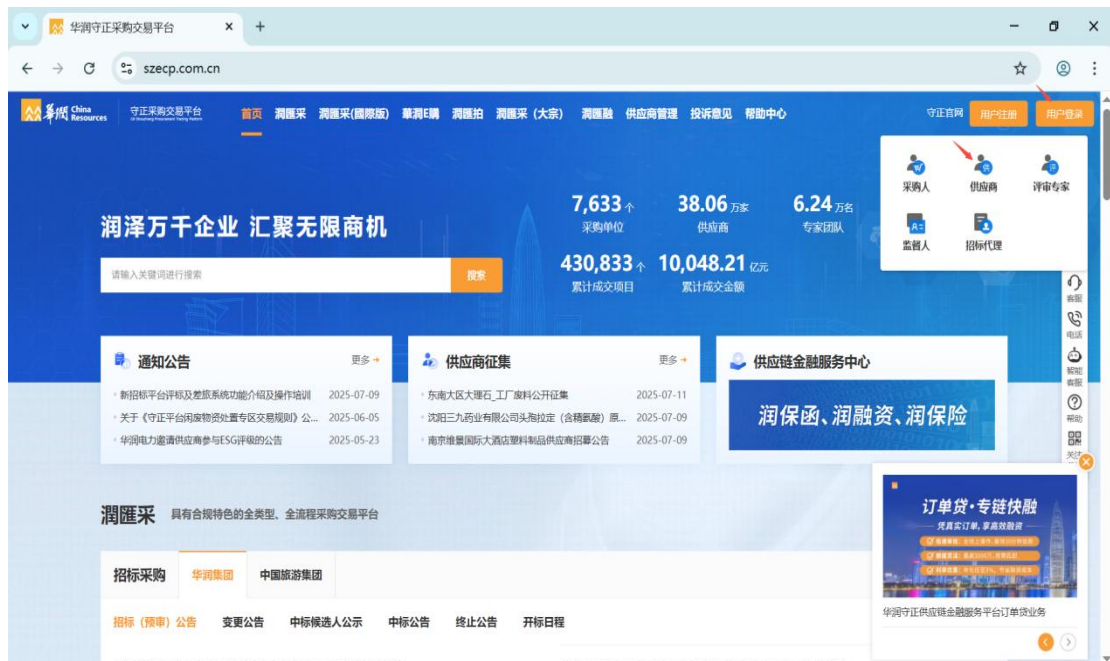 华润守正采购交易平台
szecp.com.cn
華潤 China Resources 守正采购交易平台 首页 潤匯采 潤匯采(國際版) 華潤E購 潤匯拍 潤匯采（大宗） 潤匯融 供应商管理 投诉意见 帮助中心 守正官网 用户注册 用户登录
采购人 供应商 评审专家
监督人 招标代理
润泽万千企业 汇聚无限商机
请输入关键词进行搜索 搜索
7,633 个 38.06 万家 6.24 万名
采购单位 供应商 专家团队
430,833 个 10,048.21 亿元
累计成交项目 累计成交金额
客服
电话
智能
客服
帮助
关注
通知公告 更多
新招标平台评标及差旅系统功能介绍及操作培训 2025-07-09
关于《守正平台闲废物资处置专区交易规则》公... 2025-06-05
华润电力邀请供应商参与ESG评级的公告 2025-05-23
供应商征集 更多
东南大区大理石_工厂废料公开征集 2025-07-11
沈阳三九药业有限公司头孢拉定（含精氨酸）原... 2025-07-09
南京维景国际大酒店塑料制品供应商招募公告 2025-07-09
供应链金融服务中心
润保函、润融资、润保险
潤匯采 具有合规特色的全类型、全流程采购交易平台
招标采购 华润集团 中国旅游集团
招标（预审）公告 变更公告 中标候选人公示 中标公告 终止公告 开标日程
订单贷·专链快融
凭真实订单，享高效融资
华润守正供应链金融服务平台订单贷业务